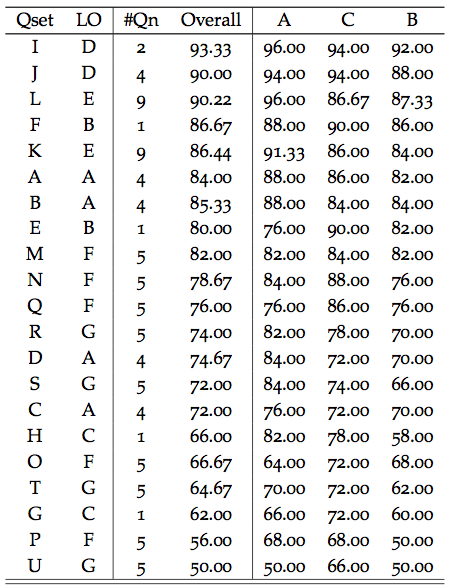 Qset LO #Qn Overall A C B
I D 2 93.33 96.00 94.00 92.00
J D 4 90.00 94.00 94.00 88.00
L E 9 90.22 96.00 86.67 87.33
F B 1 86.67 88.00 90.00 86.00
K E 9 86.44 91.33 86.00 84.00
A A 4 84.00 88.00 86.00 82.00
B A 4 85.33 88.00 84.00 84.00
E B 1 80.00 76.00 90.00 82.00
M F 5 82.00 82.00 84.00 82.00
N F 5 78.67 84.00 88.00 76.00
Q F 5 76.00 76.00 86.00 76.00
R G 5 74.00 82.00 78.00 70.00
D A 4 74.67 84.00 72.00 70.00
S G 5 72.00 84.00 74.00 66.00
C A 4 72.00 76.00 72.00 70.00
H C 1 66.00 82.00 78.00 58.00
O F 5 66.67 64.00 72.00 68.00
T G 5 64.67 70.00 72.00 62.00
G C 1 62.00 66.00 72.00 60.00
P F 5 56.00 68.00 68.00 50.00
U G 5 50.00 50.00 66.00 50.00